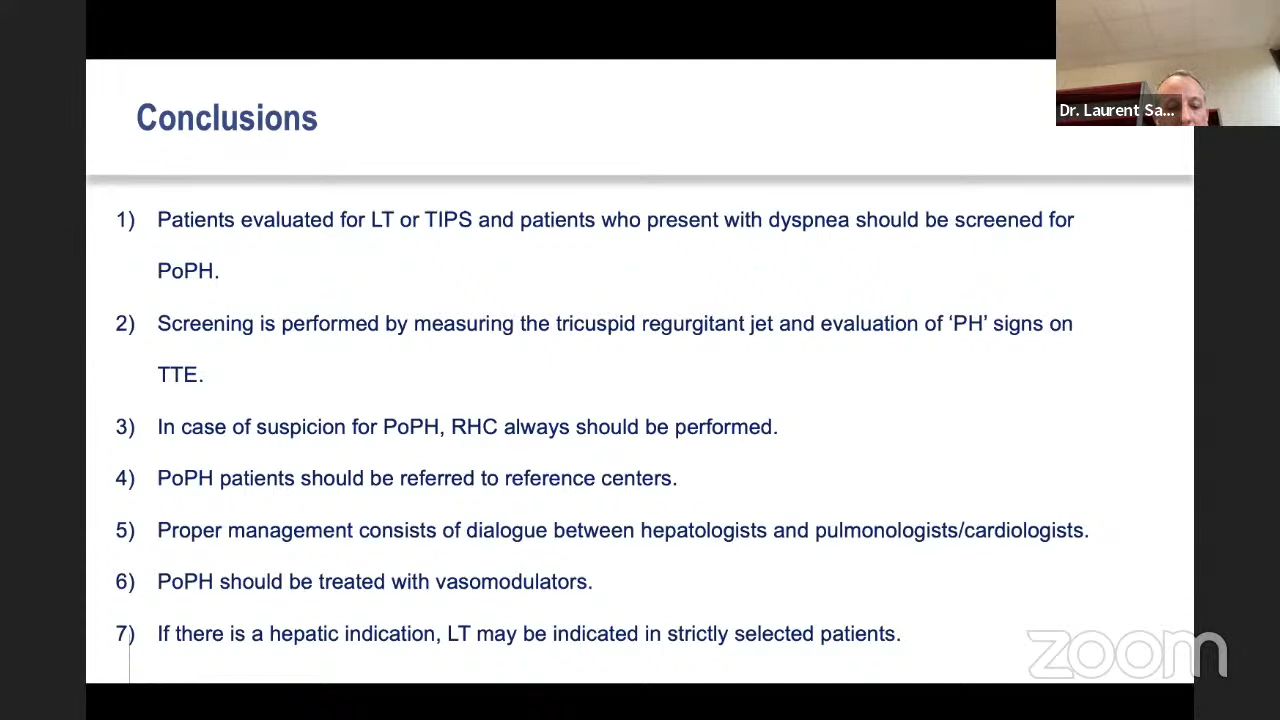 Conclusions
Dr. Laurent Sa...
1) Patients evaluated for LT or TIPS and patients who present with dyspnea should be screened for
PoPH.
2) Screening is performed by measuring the tricuspid regurgitant jet and evaluation of ‘PH’ signs on
TTE.
3) In case of suspicion for PoPH, RHC always should be performed.
4) PoPH patients should be referred to reference centers.
5) Proper management consists of dialogue between hepatologists and pulmonologists/cardiologists.
6) PoPH should be treated with vasomodulators.
7) If there is a hepatic indication, LT may be indicated in strictly selected patients.
zoom